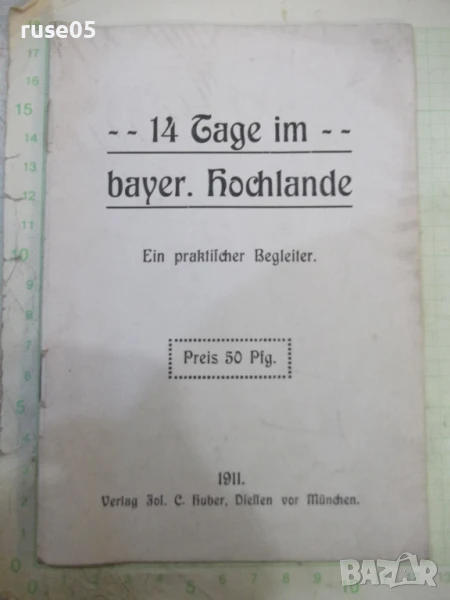 ruse05
-- 14 Tage im --
bayer. Hochlande
Ein praktiſcher Begleiter.
Preis 50 Pfg.
1911.
Verlag Joſ. C. Huber, Dieſſen vor München.
BAZAR